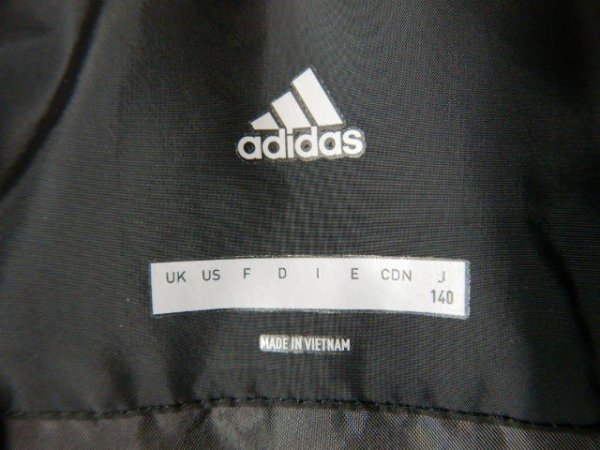 adidas
UK US F D I E CDN J
140
MADE IN VIETNAM